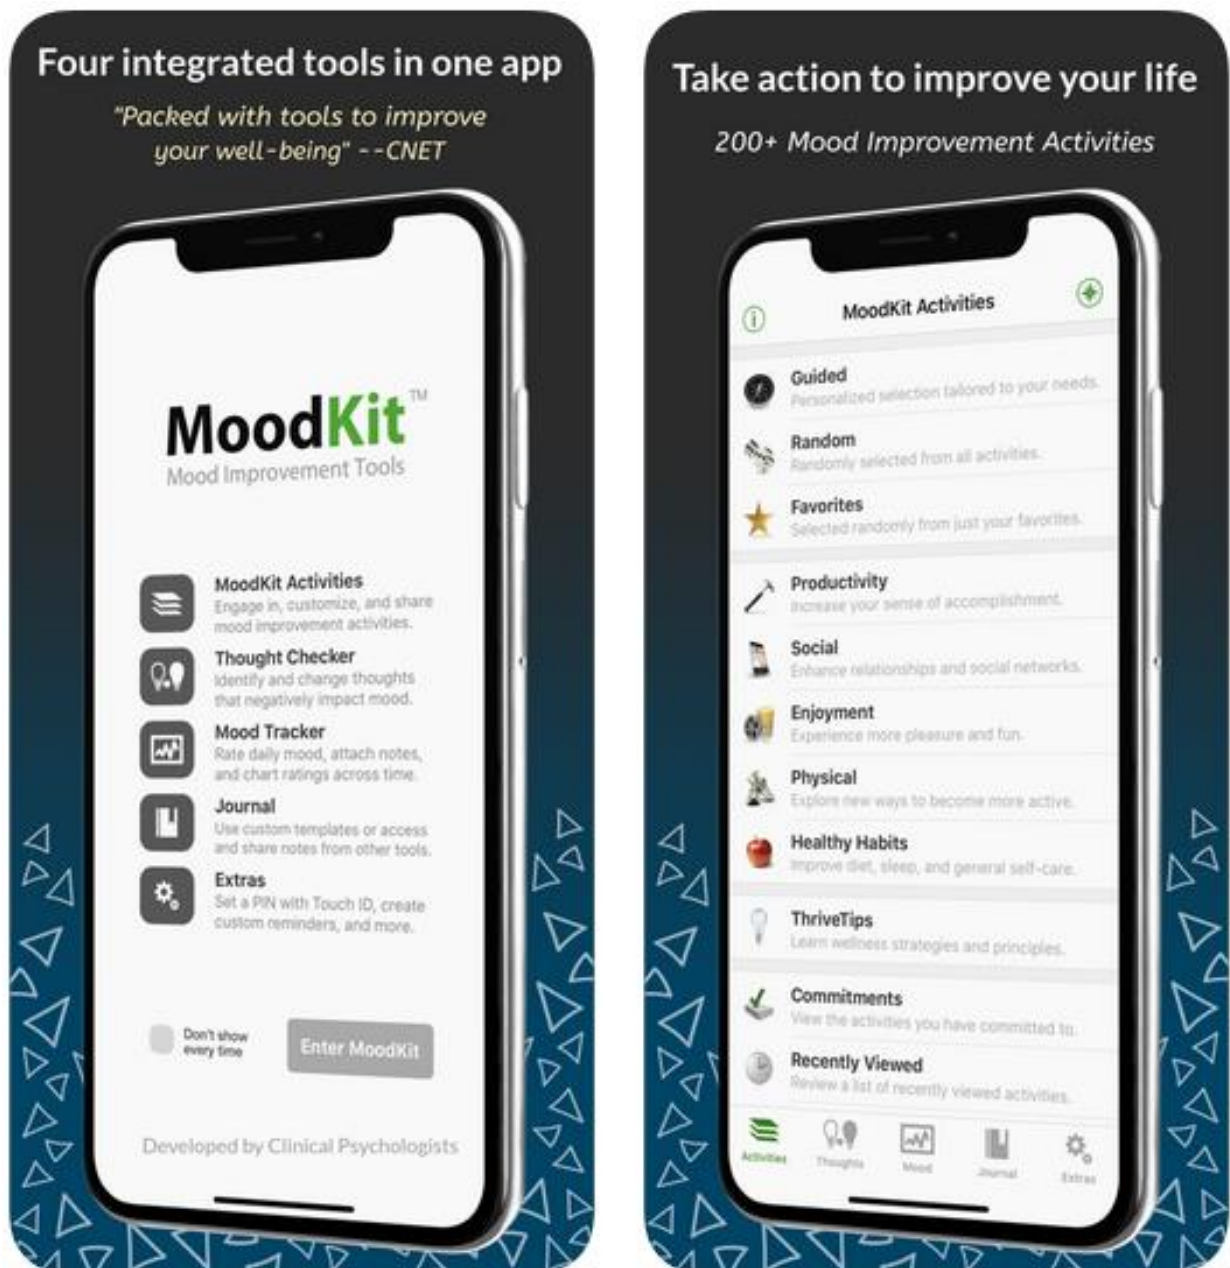 Four integrated tools in one app
"Packed with tools to improve
your well-being" --CNET
MoodKit™
Mood Improvement Tools
MoodKit Activities
Engage in, customize, and share
mood improvement activities.
Thought Checker
Identify and change thoughts
that negatively impact mood.
Mood Tracker
Rate daily mood, attach notes,
and chart ratings across time.
Journal
Use custom templates or access
and share notes from other tools.
Extras
Set a PIN with Touch ID, create
custom reminders, and more.
Don't show
every time
Enter MoodKit
Developed by Clinical Psychologists
Take action to improve your life
200+ Mood Improvement Activities
MoodKit Activities
Guided
Personalized selection tailored to your needs.
Random
Randomly selected from all activities.
Favorites
Selected randomly from just your favorites.
Productivity
Increase your sense of accomplishment.
Social
Enhance relationships and social networks.
Enjoyment
Experience more pleasure and fun.
Physical
Explore new ways to become more active.
Healthy Habits
Improve diet, sleep, and general self-care.
ThriveTips
Learn wellness strategies and principles.
Commitments
View the activities you have committed to.
Recently Viewed
Review a list of recently viewed activities.
Activities
Thoughts
Mood
Journal
Extras